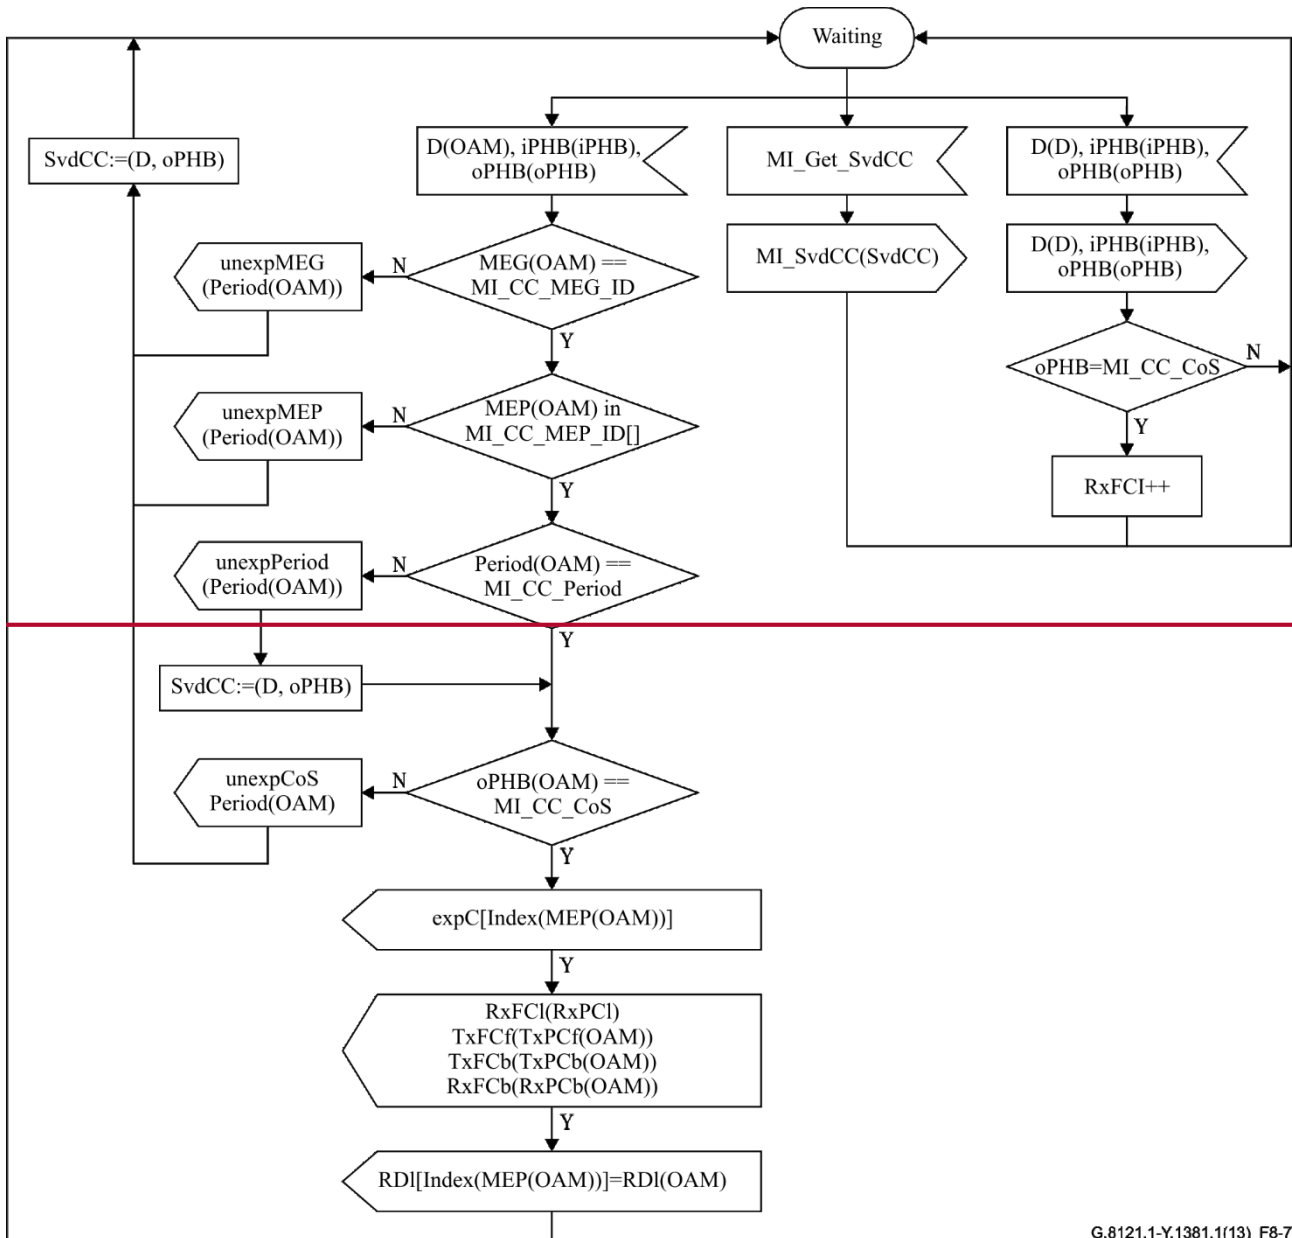 Waiting
SvdCC:=(D, oPHB)
D(OAM), iPHB(iPHB),
oPHB(oPHB)
MI_Get_SvdCC
D(D), iPHB(iPHB),
oPHB(oPHB)
unexpMEG
(Period(OAM))
N
MEG(OAM) ==
MI_CC_MEG_ID
MI_SvdCC(SvdCC)
D(D), iPHB(iPHB),
oPHB(oPHB)
Y
oPHB=MI_CC_CoS
N
unexpMEP
(Period(OAM))
N
MEP(OAM) in
MI_CC_MEP_ID[]
Y
Y
RxFCI++
unexpPeriod
(Period(OAM))
N
Period(OAM) ==
MI_CC_Period
Y
SvdCC:=(D, oPHB)
unexpCoS
Period(OAM)
N
oPHB(OAM) ==
MI_CC_CoS
Y
expC[Index(MEP(OAM))]
Y
RxFCl(RxPCl)
TxFCf(TxPCf(OAM))
TxFCb(TxPCb(OAM))
RxFCb(RxPCb(OAM))
Y
RDl[Index(MEP(OAM))]=RDl(OAM)
G.8121.1-Y.1381.1(13)_F8-7